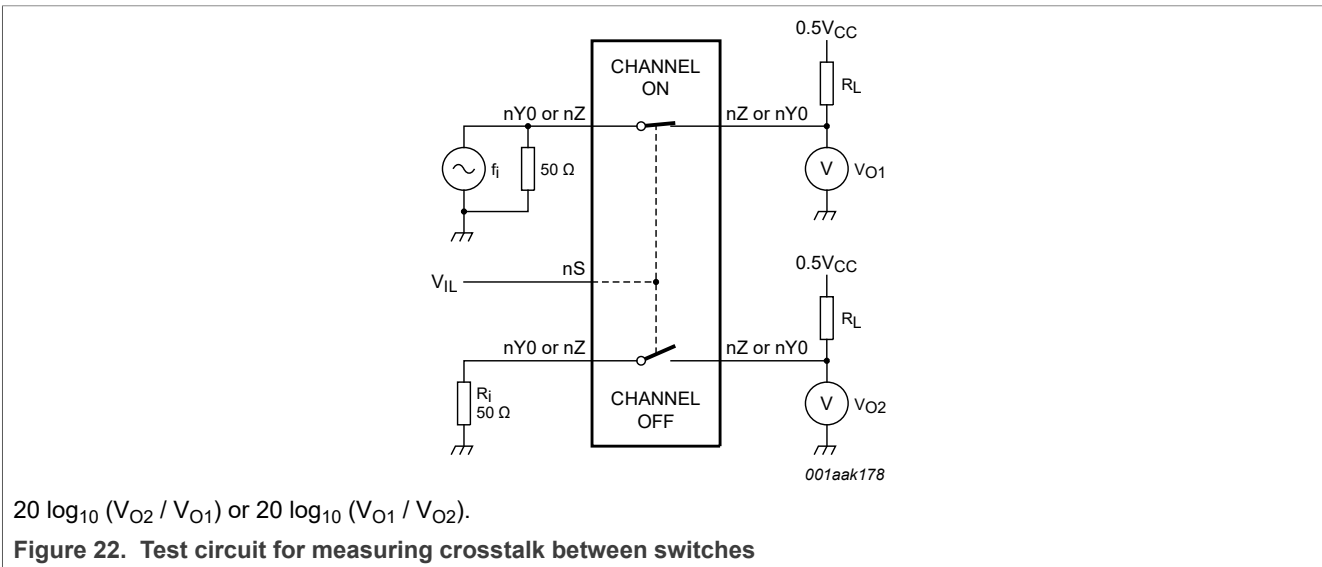 0.5VCC
CHANNEL
ON
RL
nY0 or nZ
nZ or nY0
fi
50 Ω
V
VO1
0.5VCC
nS
VIL
RL
nY0 or nZ
nZ or nY0
Ri
50 Ω
CHANNEL
OFF
V
VO2
001aak178
20 log10 (VO2 / VO1) or 20 log10 (VO1 / VO2).
Figure 22. Test circuit for measuring crosstalk between switches